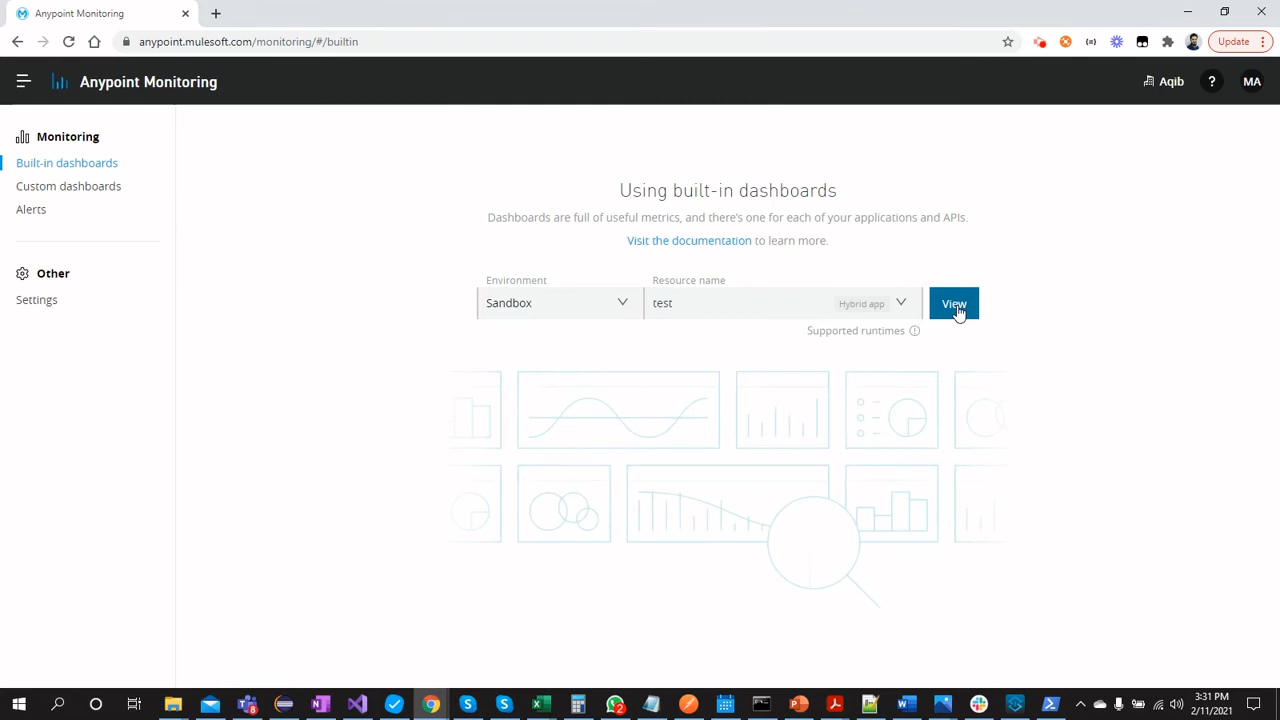 Anypoint Monitoring
anypoint.mulesoft.com/monitoring/#/builtin
Update
Anypoint Monitoring
Aqib
?
MA
Monitoring
Built-in dashboards
Custom dashboards
Alerts
Other
Settings
Using built-in dashboards
Dashboards are full of useful metrics, and there's one for each of your applications and APIs.
Visit the documentation to learn more.
Environment
Resource name
Sandbox
test
Hybrid app
View
Supported runtimes
3:31 PM
2/11/2021